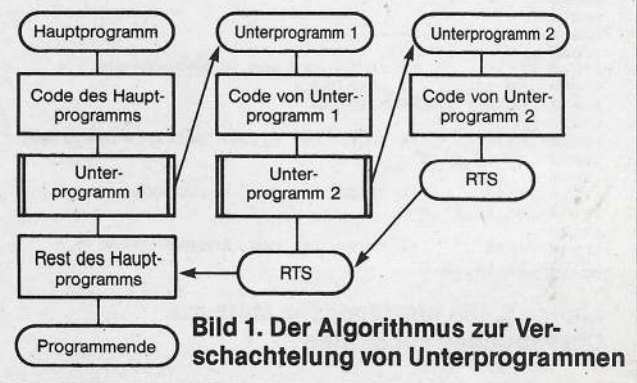 Hauptprogramm
Code des Haupt-
programms
Unter-
programm 1
Rest des Haupt-
programms
Programmende
Unterprogramm 1
Code von Unter-
programm 1
Unter-
programm 2
RTS
Unterprogramm 2
Code von Unter-
programm 2
RTS
Bild 1. Der Algorithmus zur Ver-
schachtelung von Unterprogrammen